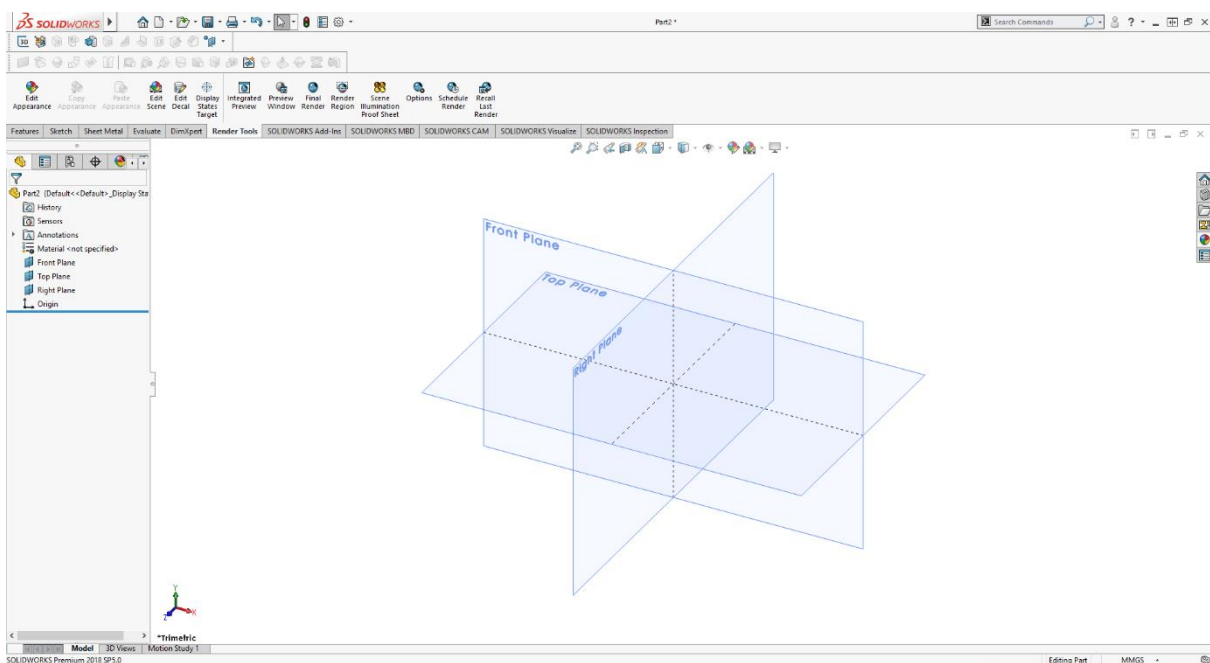 SOLIDWORKS
Part2 *
Search Commands
?
Edit Appearance
Copy Appearance
Paste Appearance
Edit Scene
Edit Decal
Display States Target
Integrated Preview
Preview Window
Final Render
Render Region
Scene Illumination Proof Sheet
Options
Schedule Render
Recall Last Render
Features Sketch Sheet Metal Evaluate DimXpert Render Tools SOLIDWORKS Add-Ins SOLIDWORKS MBD SOLIDWORKS CAM SOLIDWORKS Visualize SOLIDWORKS Inspection
Part2 (Default<<Default>_Display Sta
History
Sensors
Annotations
Material <not specified>
Front Plane
Top Plane
Right Plane
Origin
Front Plane
Top Plane
Right Plane
Y
X
Z
*Trimetric
Model 3D Views Motion Study 1
SOLIDWORKS Premium 2018 SP5.0
Editing Part MMGS